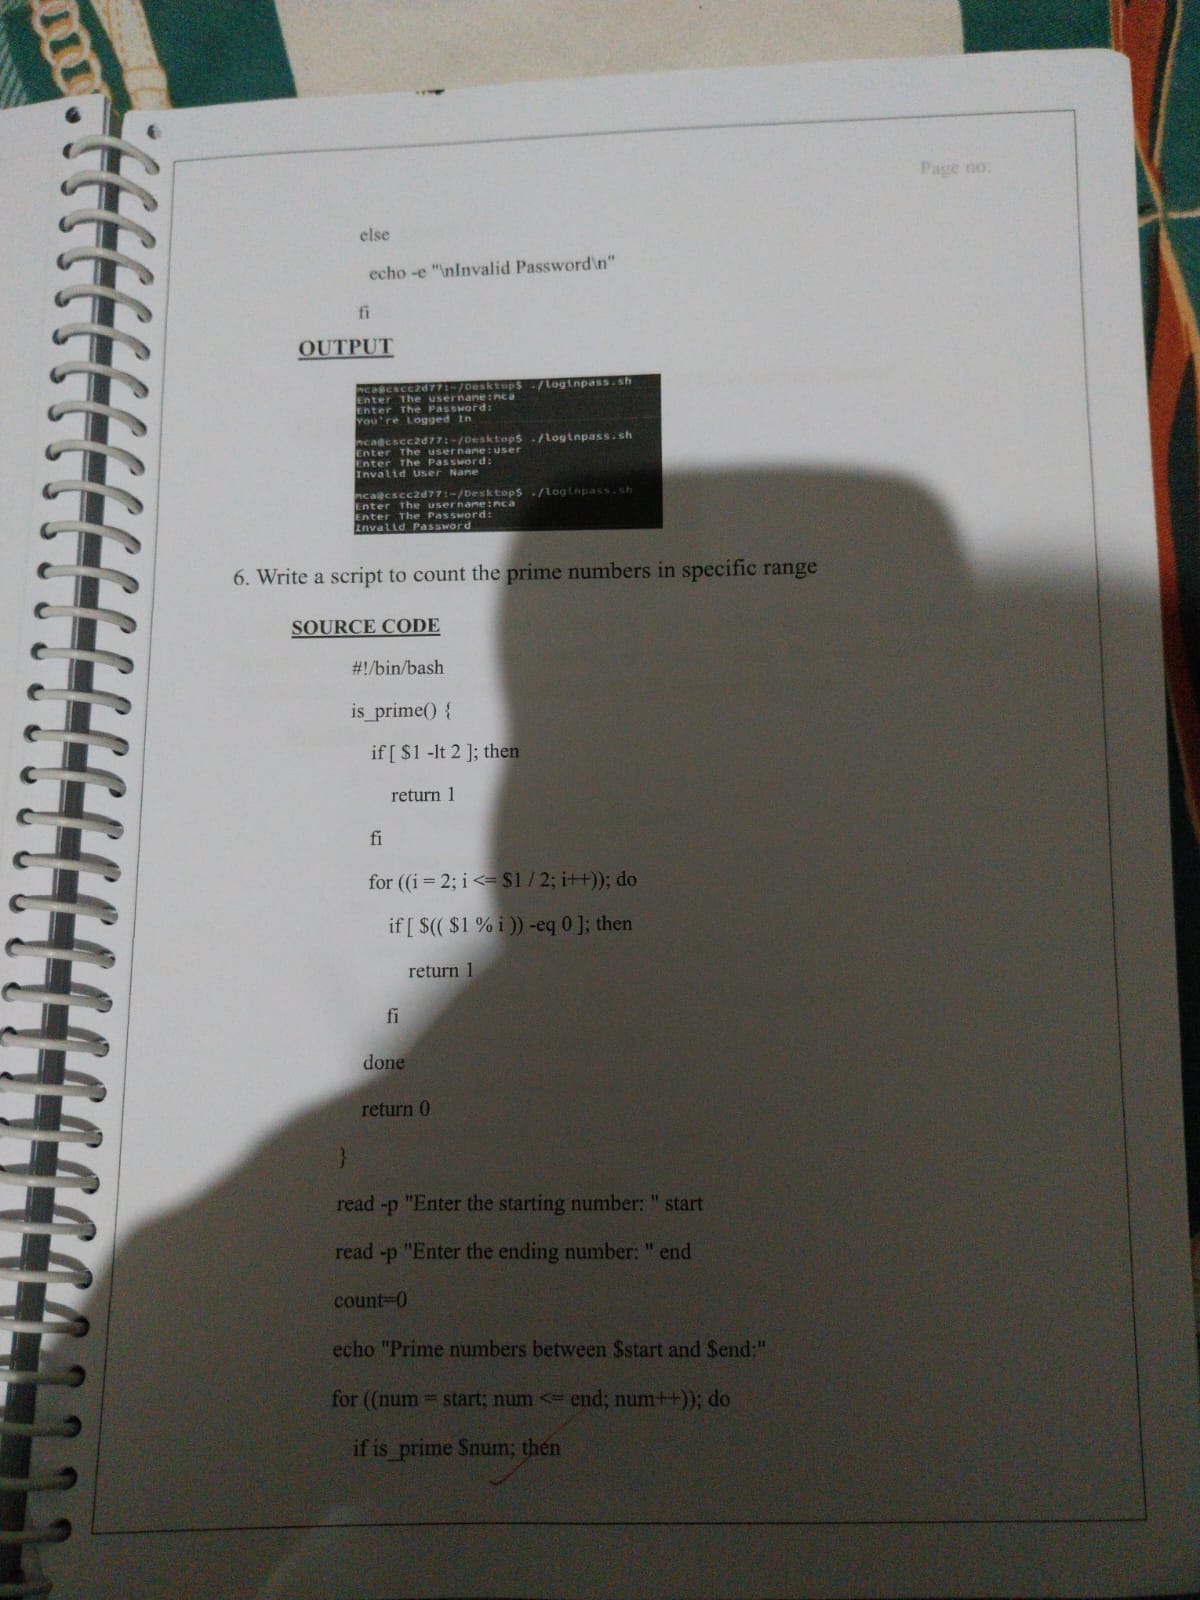 Page no:
else
echo -e "\nInvalid Password\n"
fi
OUTPUT
mca@cscc2d77:~/Desktop$ ./loginpass.sh
Enter The username:mca
Enter The Password:
You're Logged In
mca@cscc2d77:~/Desktop$ ./loginpass.sh
Enter The username:user
Enter The Password:
Invalid User Name
mca@cscc2d77:~/Desktop$ ./loginpass.sh
Enter The username:mca
Enter The Password:
Invalid Password
6. Write a script to count the prime numbers in specific range
SOURCE CODE
#!/bin/bash
is_prime() {
if [ $1 -lt 2 ]; then
return 1
fi
for ((i = 2; i <= $1 / 2; i++)); do
if [ $(( $1 % i )) -eq 0 ]; then
return 1
fi
done
return 0
}
read -p "Enter the starting number: " start
read -p "Enter the ending number: " end
count=0
echo "Prime numbers between $start and $end:"
for ((num = start; num <= end; num++)); do
if is_prime $num; then